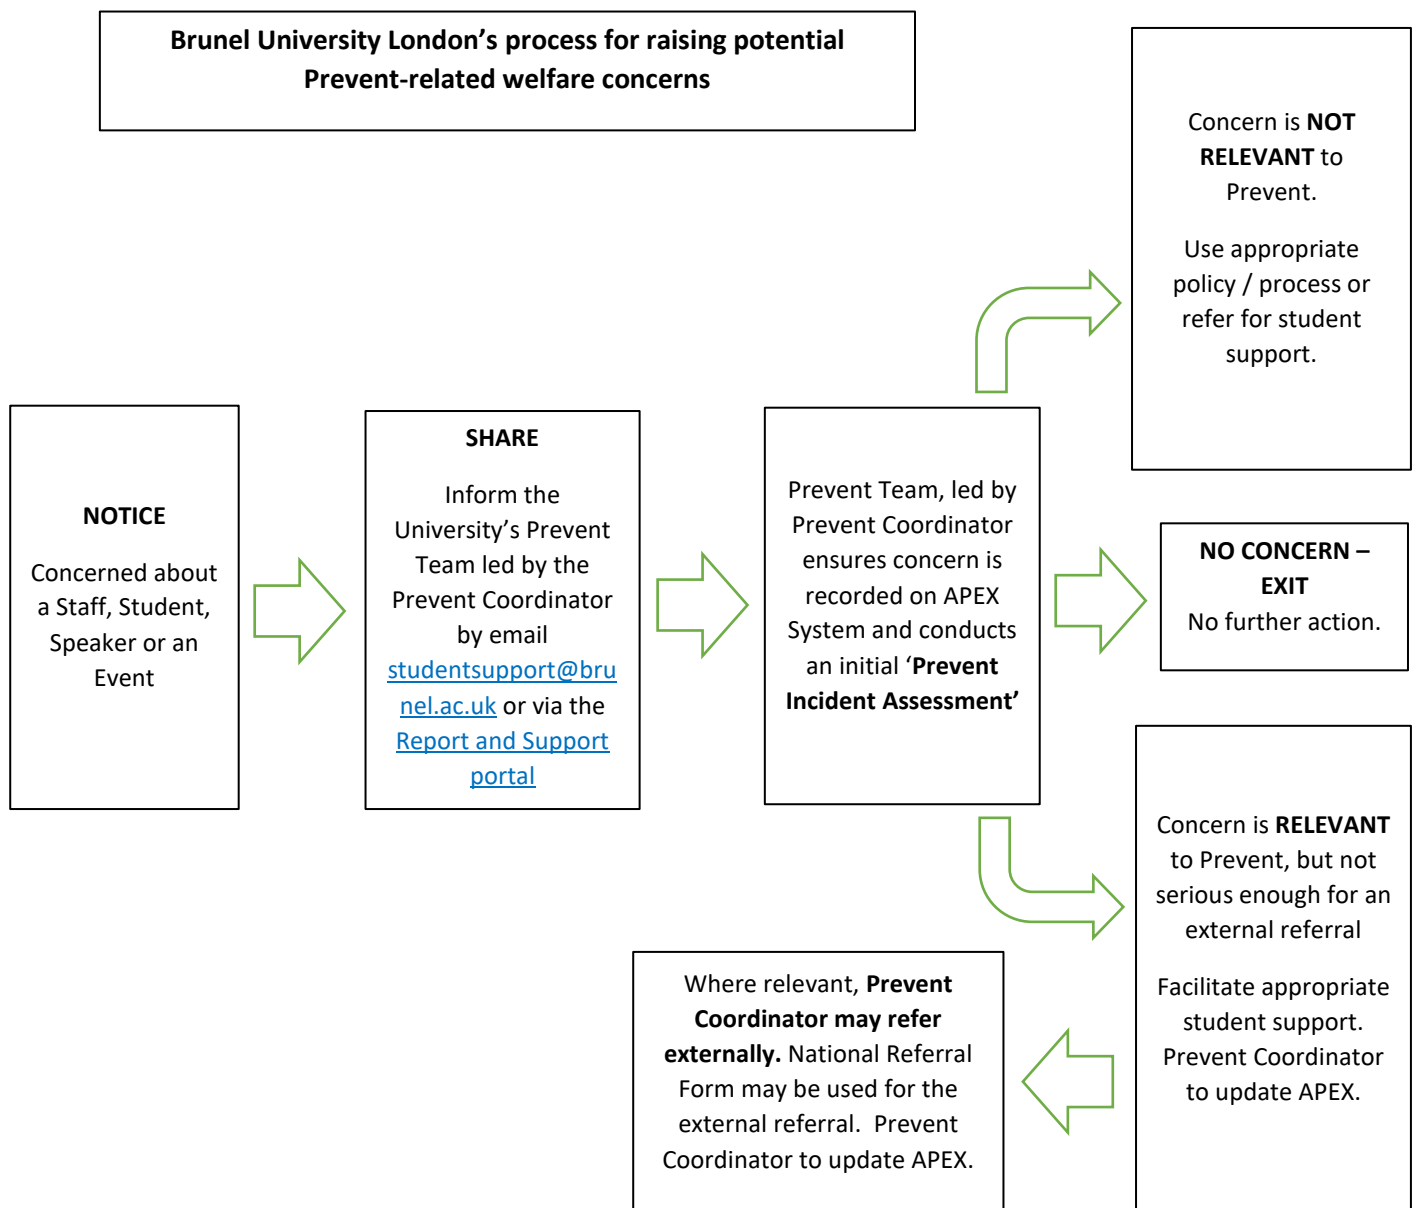 Brunel University London’s process for raising potential
Prevent-related welfare concerns
NOTICE
Concerned about
a Staff, Student,
Speaker or an
Event
SHARE
Inform the
University’s Prevent
Team led by the
Prevent Coordinator
by email
studentsupport@bru
nel.ac.uk or via the
Report and Support
portal
Prevent Team, led by
Prevent Coordinator
ensures concern is
recorded on APEX
System and conducts
an initial ‘Prevent
Incident Assessment’
Concern is NOT
RELEVANT to
Prevent.
Use appropriate
policy / process or
refer for student
support.
NO CONCERN –
EXIT
No further action.
Concern is RELEVANT
to Prevent, but not
serious enough for an
external referral
Facilitate appropriate
student support.
Prevent Coordinator
to update APEX.
Where relevant, Prevent
Coordinator may refer
externally. National Referral
Form may be used for the
external referral.  Prevent
Coordinator to update APEX.